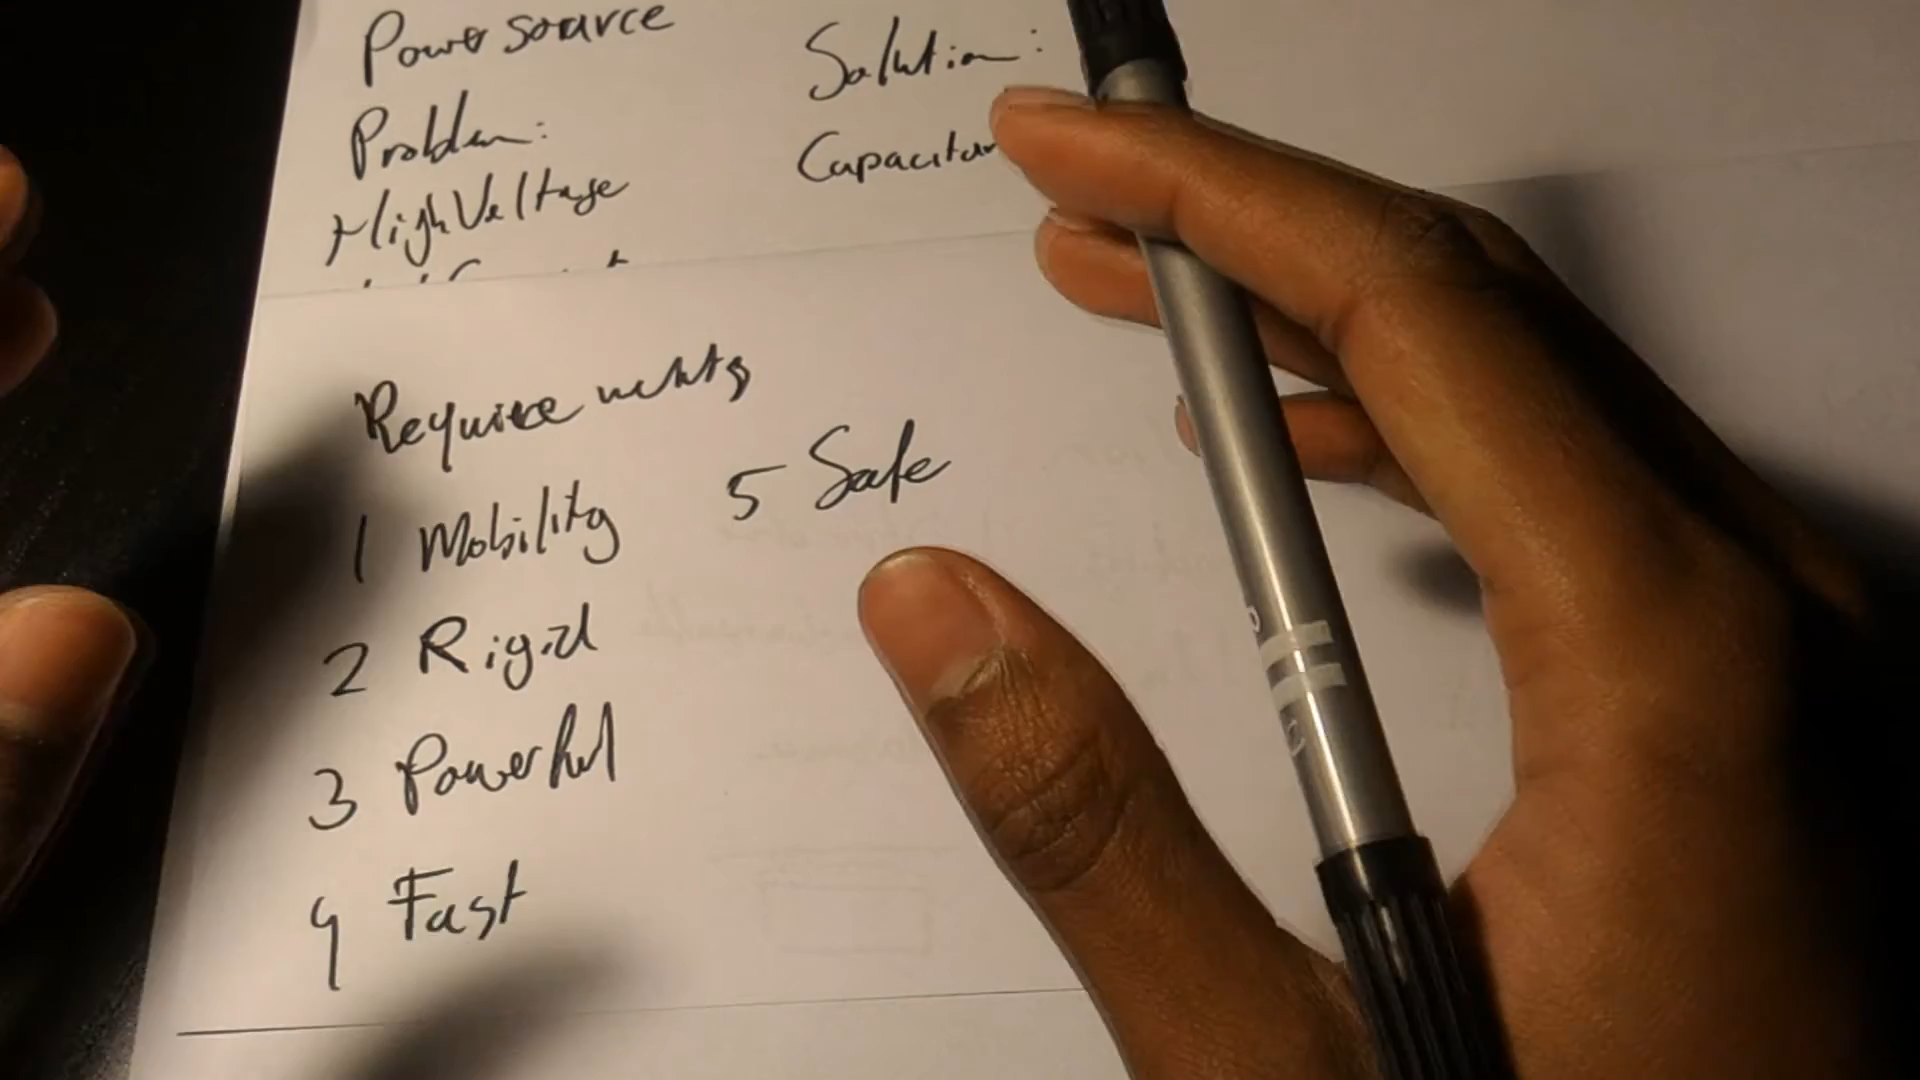 Power source
Problem:
High Voltage
Solution:
Capacitor
Requirements
1 Mobility
2 Rigid
3 Powerful
4 Fast
5 Safe